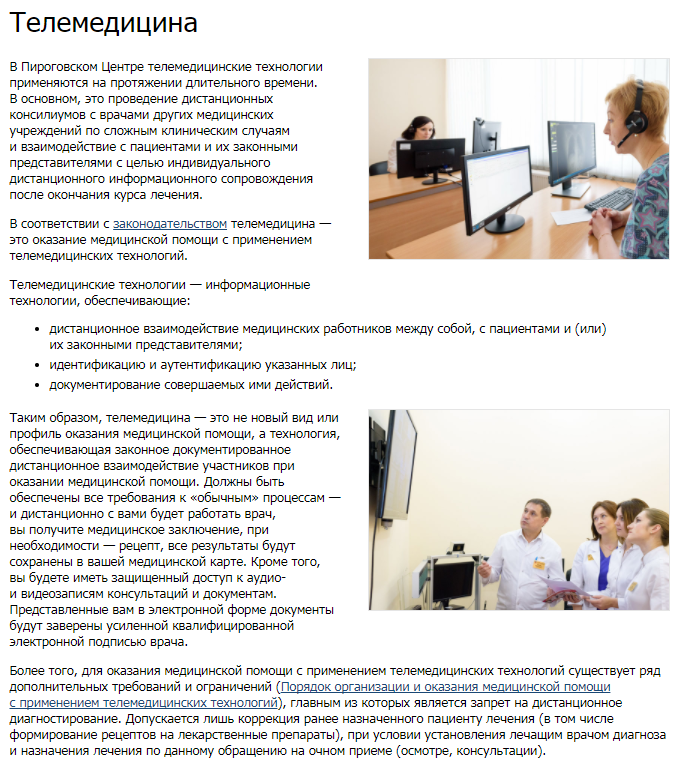 Телемедицина
В Пироговском Центре телемедицинские технологии
применяются на протяжении длительного времени.
В основном, это проведение дистанционных
консилиумов с врачами других медицинских
учреждений по сложным клиническим случаям
и взаимодействие с пациентами и их законными
представителями с целью индивидуального
дистанционного информационного сопровождения
после окончания курса лечения.
В соответствии с законодательством телемедицина —
это оказание медицинской помощи с применением
телемедицинских технологий.
Телемедицинские технологии — информационные
технологии, обеспечивающие:
• дистанционное взаимодействие медицинских работников между собой, с пациентами и (или)
их законными представителями;
• идентификацию и аутентификацию указанных лиц;
• документирование совершаемых ими действий.
Таким образом, телемедицина — это не новый вид или
профиль оказания медицинской помощи, а технология,
обеспечивающая законное документированное
дистанционное взаимодействие участников при
оказании медицинской помощи. Должны быть
обеспечены все требования к «обычным» процессам —
и дистанционно с вами будет работать врач,
вы получите медицинское заключение, при
необходимости — рецепт, все результаты будут
сохранены в вашей медицинской карте. Кроме того,
вы будете иметь защищенный доступ к аудио-
и видеозаписям консультаций и документам.
Представленные вам в электронной форме документы
будут заверены усиленной квалифицированной
электронной подписью врача.
Более того, для оказания медицинской помощи с применением телемедицинских технологий существует ряд
дополнительных требований и ограничений (Порядок организации и оказания медицинской помощи
с применением телемедицинских технологий), главным из которых является запрет на дистанционное
диагностирование. Допускается лишь коррекция ранее назначенного пациенту лечения (в том числе
формирование рецептов на лекарственные препараты), при условии установления лечащим врачом диагноза
и назначения лечения по данному обращению на очном приеме (осмотре, консультации).